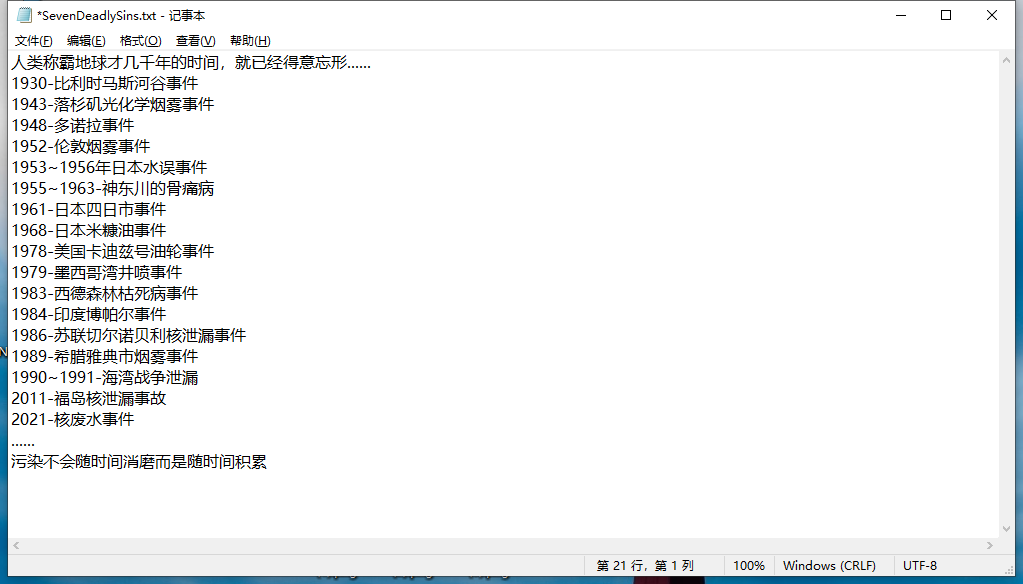 *SevenDeadlySins.txt - 记事本
文件(F) 编辑(E) 格式(O) 查看(V) 帮助(H)
人类称霸地球才几千年的时间，就已经得意忘形......
1930-比利时马斯河谷事件
1943-落杉矶光化学烟雾事件
1948-多诺拉事件
1952-伦敦烟雾事件
1953~1956年日本水误事件
1955~1963-神东川的骨痛病
1961-日本四日市事件
1968-日本米糠油事件
1978-美国卡迪兹号油轮事件
1979-墨西哥湾井喷事件
1983-西德森林枯死病事件
1984-印度博帕尔事件
1986-苏联切尔诺贝利核泄漏事件
1989-希腊雅典市烟雾事件
1990~1991-海湾战争泄漏
2011-福岛核泄漏事故
2021-核废水事件
......
污染不会随时间消磨而是随时间积累
第 21 行，第 1 列 100% Windows (CRLF) UTF-8